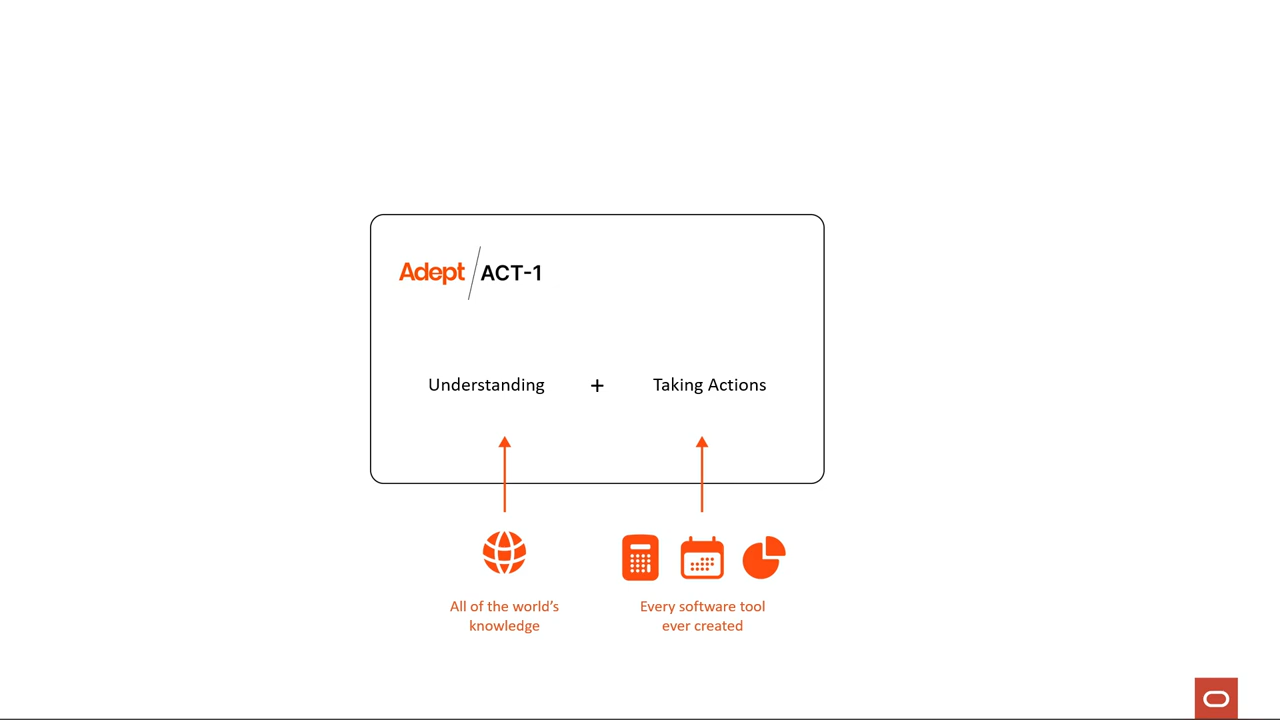 Adept / ACT-1
Understanding + Taking Actions
All of the world's
knowledge
Every software tool
ever created